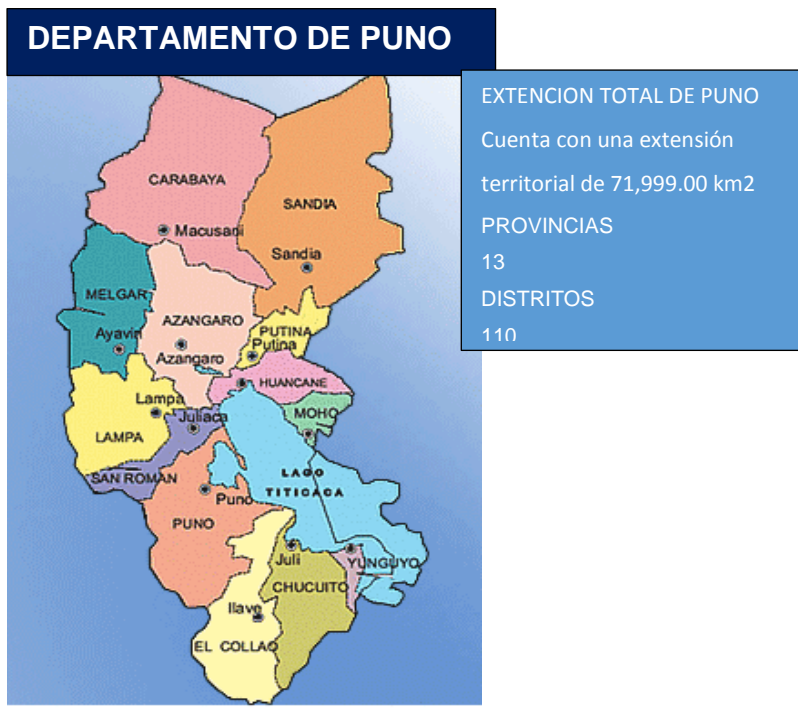 DEPARTAMENTO DE PUNO
EXTENCION TOTAL DE PUNO
Cuenta con una extensión
territorial de 71,999.00 km2
PROVINCIAS
13
DISTRITOS
110
CARABAYA
Macusani
SANDIA
Sandia
MELGAR
Ayaviri
AZANGARO
Azangaro
PUTINA
Putina
HUANCANE
Lampa
LAMPA
Juliaca
MOHO
SAN ROMAN
LAGO
TITICACA
Puno
PUNO
Juli
YUNGUYO
CHUCUITO
Ilave
EL COLLAO